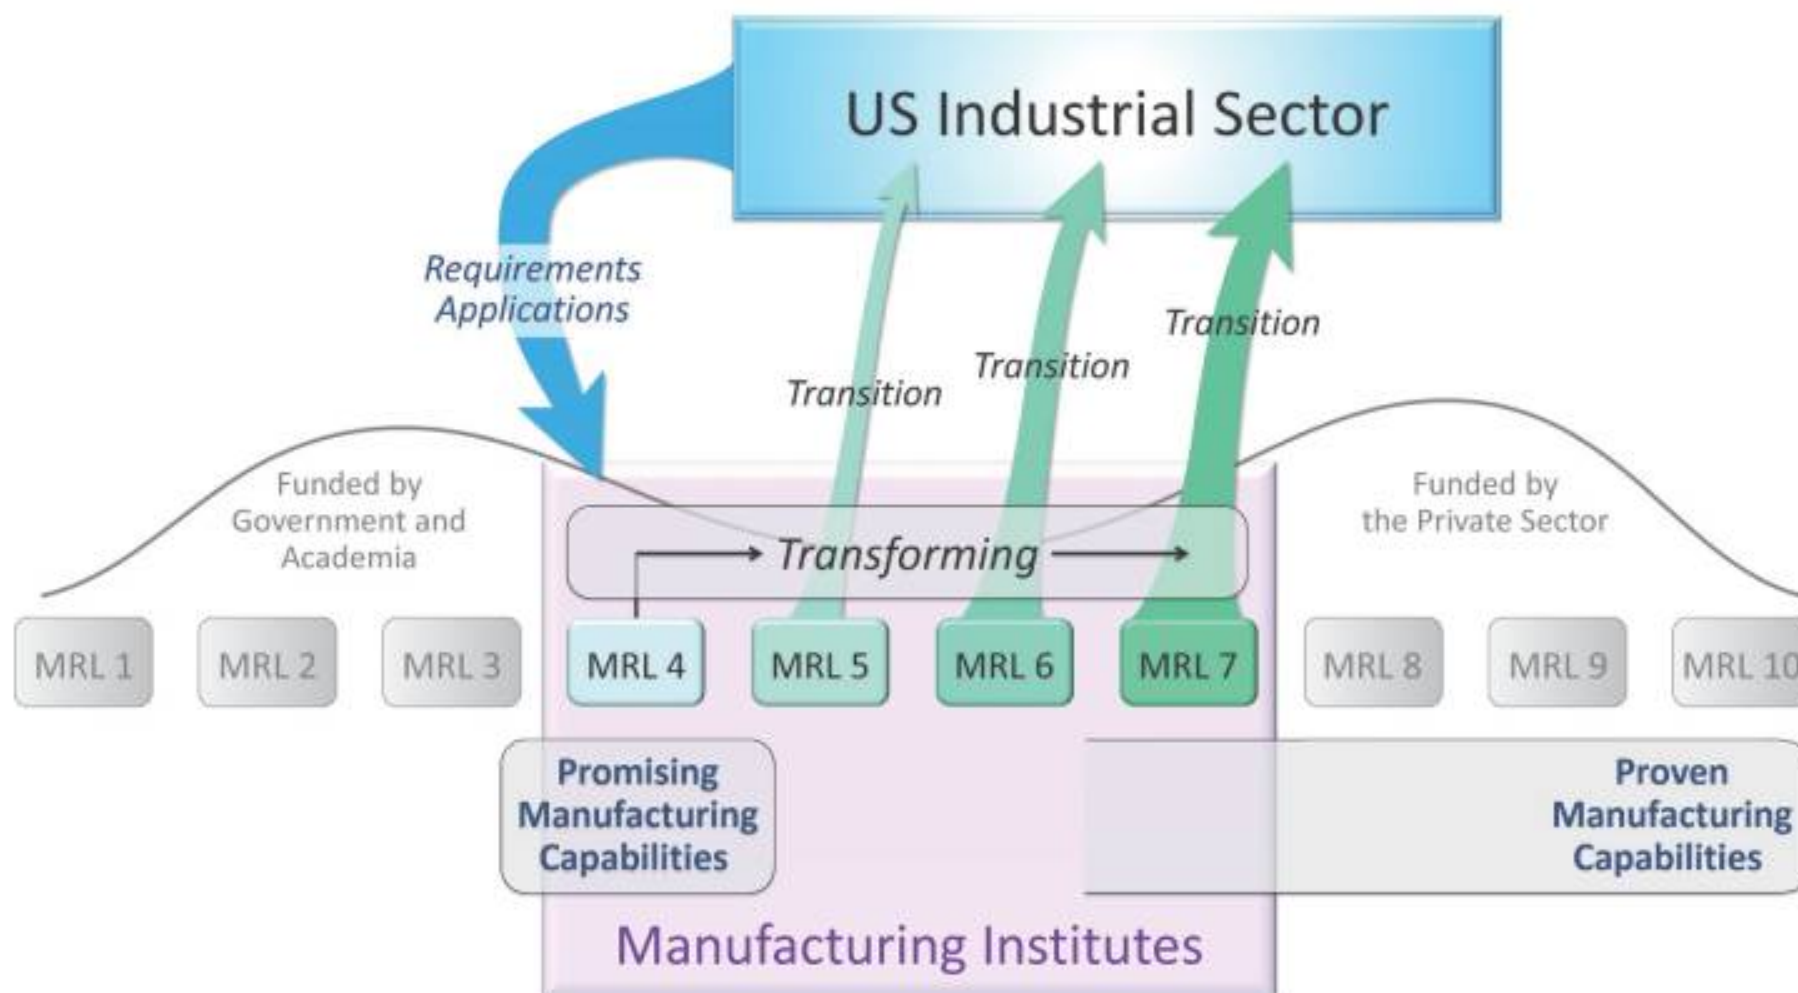 US Industrial Sector
Requirements
Applications
Transition
Transition
Transition
Funded by
Government and
Academia
Funded by
the Private Sector
Transforming
MRL 1
MRL 2
MRL 3
MRL 4
MRL 5
MRL 6
MRL 7
MRL 8
MRL 9
MRL 10
Promising
Manufacturing
Capabilities
Proven
Manufacturing
Capabilities
Manufacturing Institutes